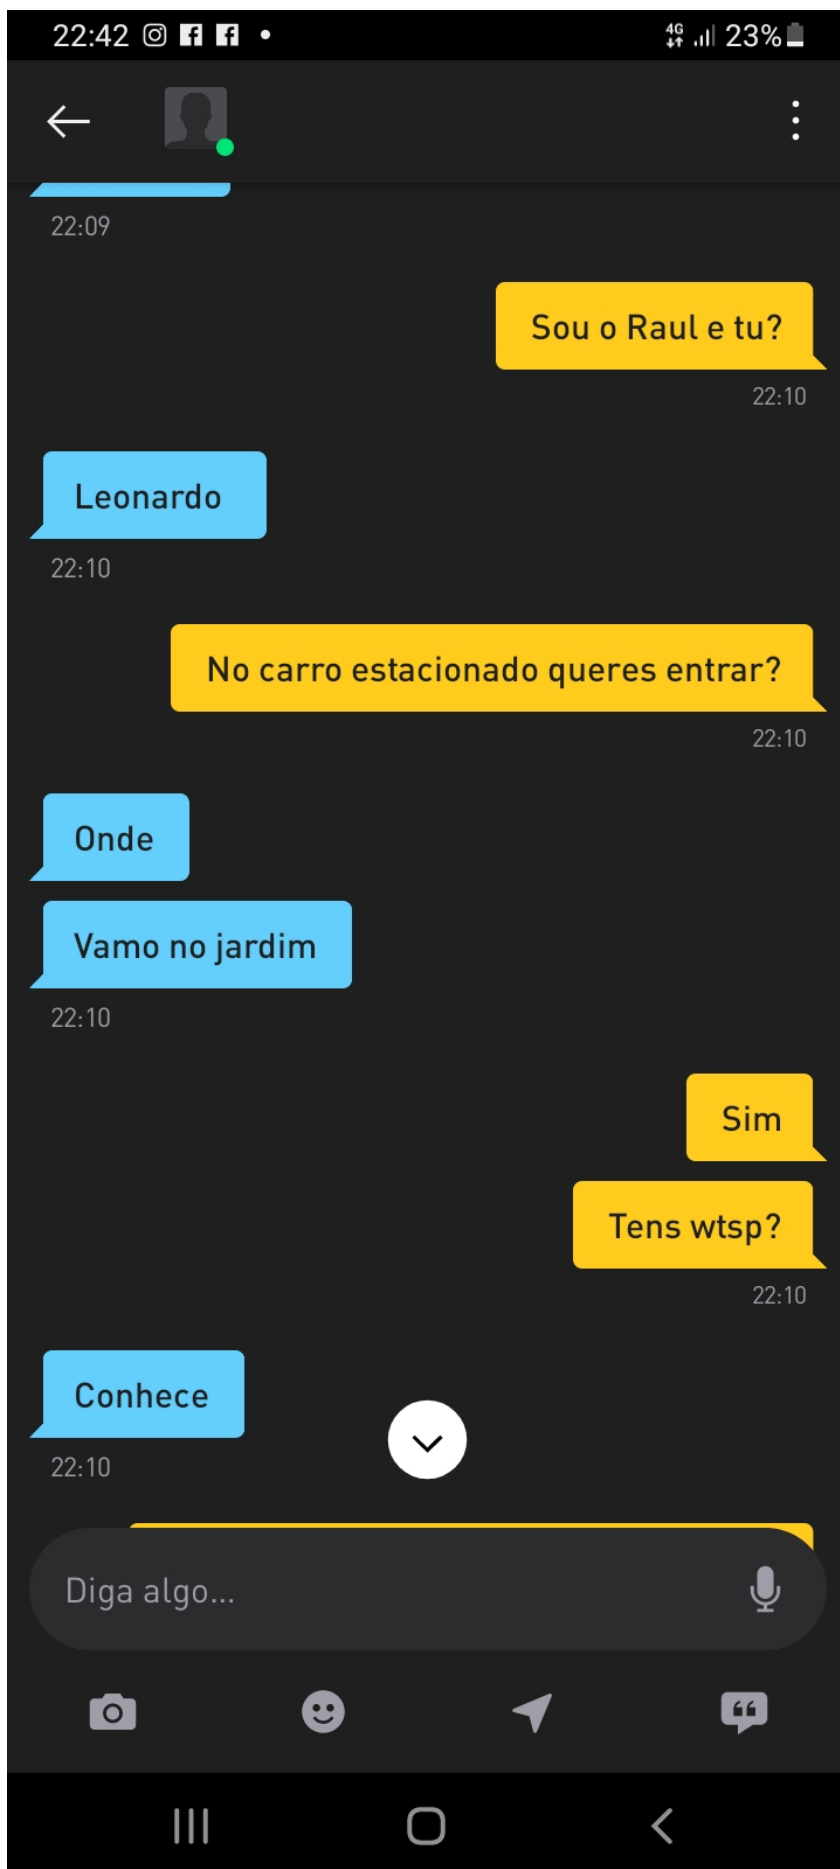 22:42
4G 23%
22:09
Sou o Raul e tu?
22:10
Leonardo
22:10
No carro estacionado queres entrar?
22:10
Onde
Vamo no jardim
22:10
Sim
Tens wtsp?
22:10
Conhece
22:10
Diga algo...